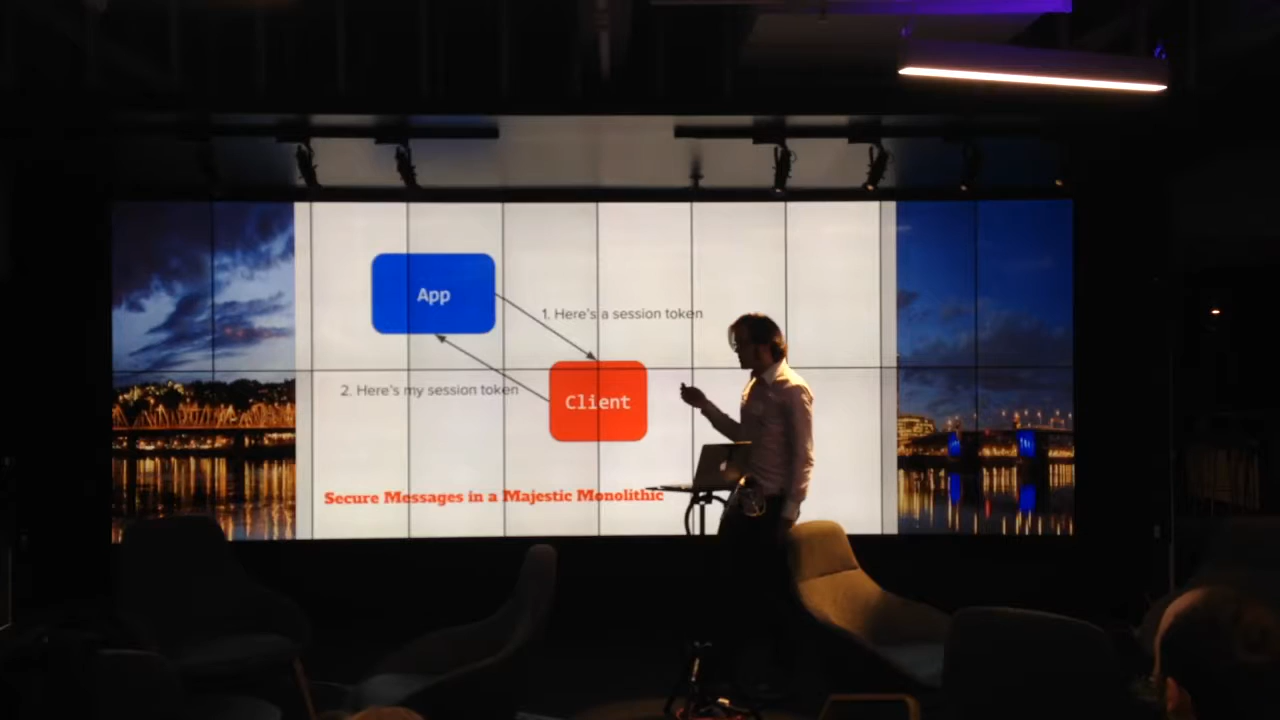 App
1. Here's a session token
2. Here's my session token
Client
Secure Messages in a Majestic Monolithic